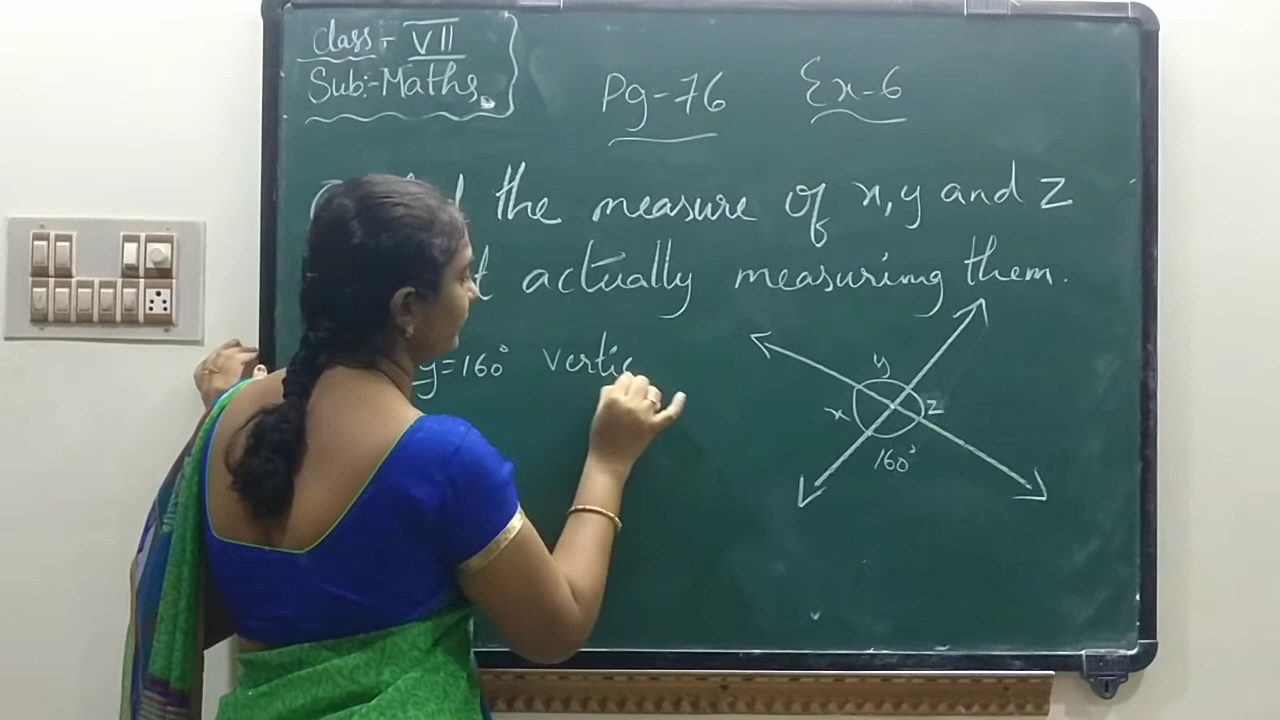 Class:- VII
Sub:- Maths
Pg-76
Ex-6
the measure of x, y and z
actually measuring them.
y=160° Vertic
y
x
z
160°